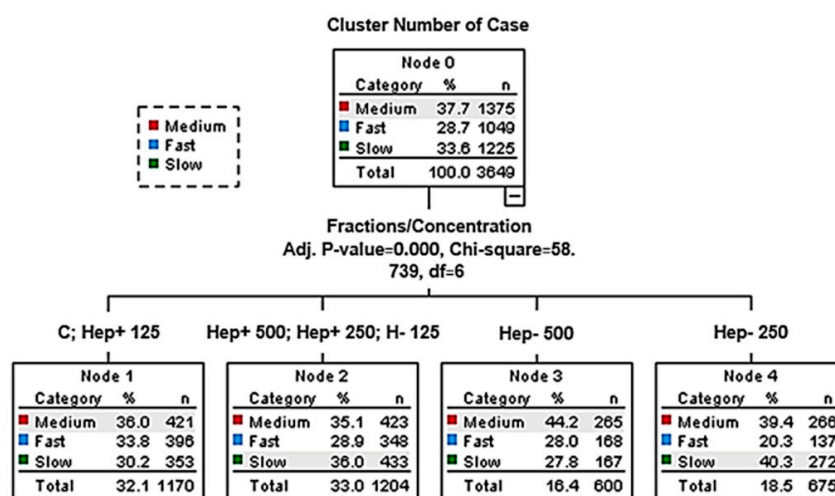 Cluster Number of Case
Node 0
Category % n
Medium 37.7 1375
Fast 28.7 1049
Slow 33.6 1225
Total 100.0 3649
Medium
Fast
Slow
Fractions/Concentration
Adj. P-value=0.000, Chi-square=58.
739, df=6
C; Hep+ 125
Node 1
Category % n
Medium 36.0 421
Fast 33.8 396
Slow 30.2 353
Total 32.1 1170
Hep+ 500; Hep+ 250; H- 125
Node 2
Category % n
Medium 35.1 423
Fast 28.9 348
Slow 36.0 433
Total 33.0 1204
Hep- 500
Node 3
Category % n
Medium 44.2 265
Fast 28.0 168
Slow 27.8 167
Total 16.4 600
Hep- 250
Node 4
Category % n
Medium 39.4 266
Fast 20.3 137
Slow 40.3 272
Total 18.5 675